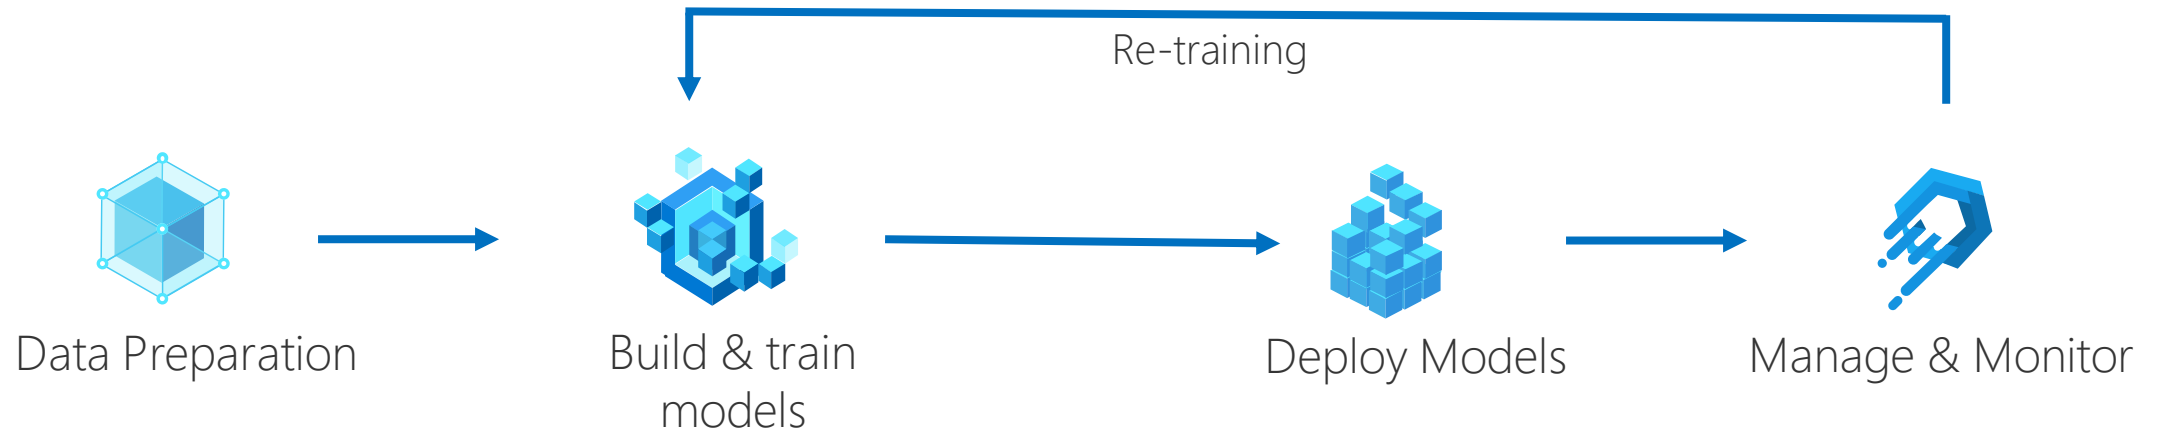 Re-training
Data Preparation
Build & train
models
Deploy Models
Manage & Monitor